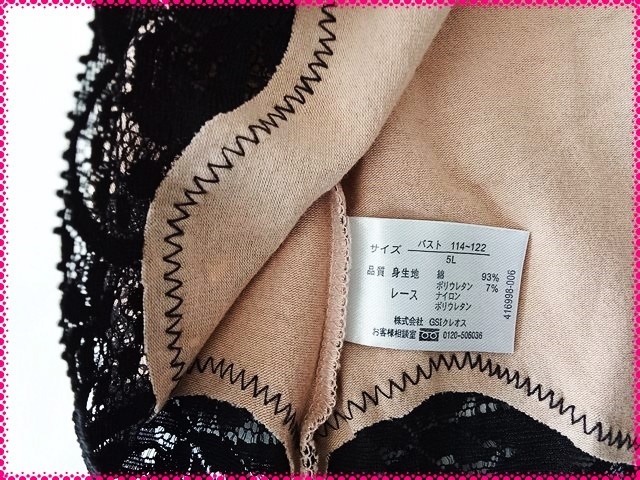 サイズ バスト 114~122
5L
品質 身生地 綿 93%
ポリウレタン 7%
レース ナイロン
ポリウレタン
株式会社 GSIクレオス
お客様相談室 0120-506036
416998-006